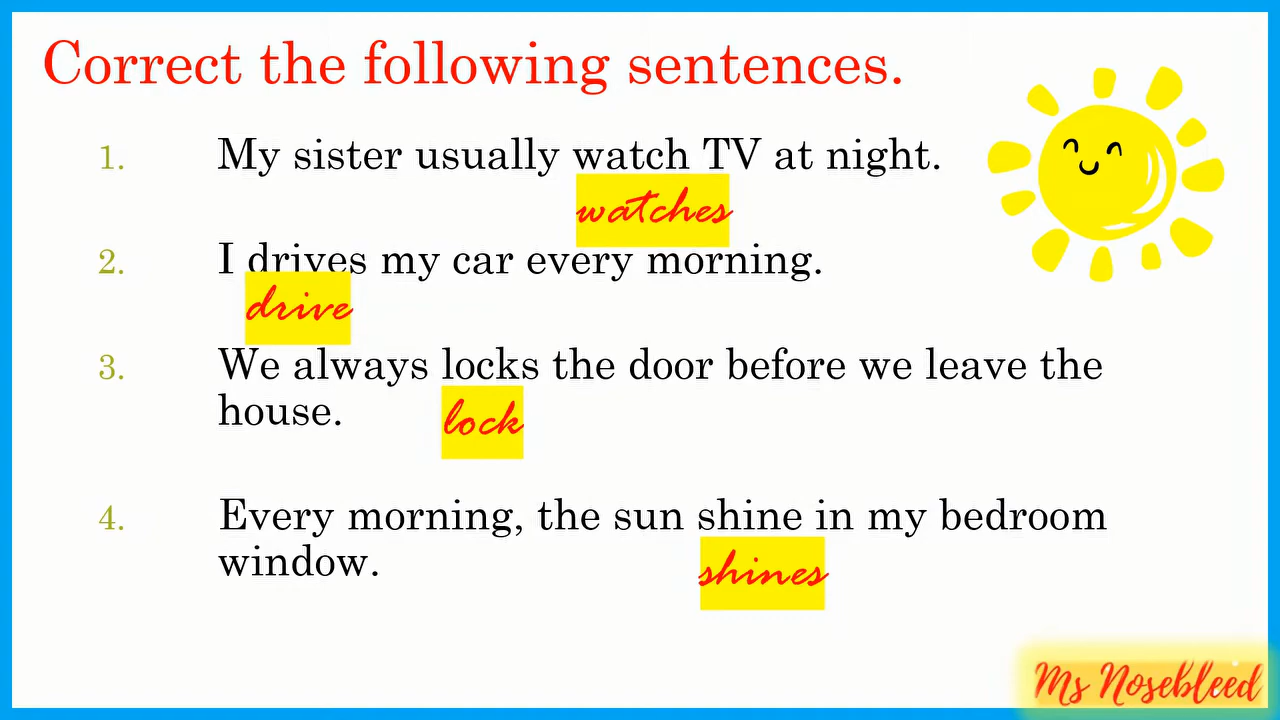 Correct the following sentences.
1. My sister usually watch TV at night.
watches
2. I drives my car every morning.
drive
3. We always locks the door before we leave the
house.
lock
4. Every morning, the sun shine in my bedroom
window.
shines
Ms Nosebleed